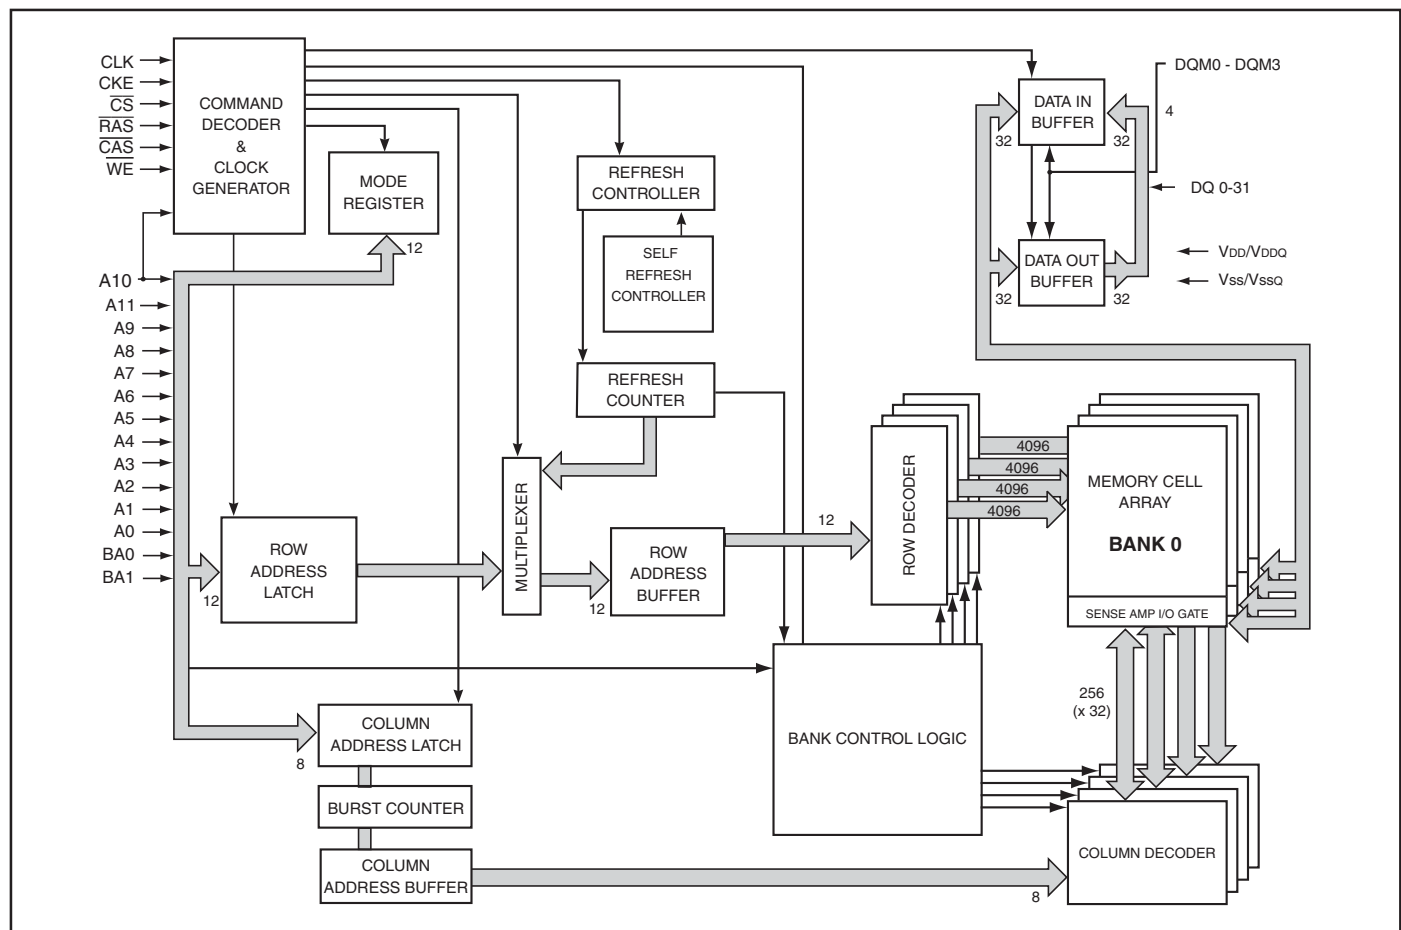 CLK
CKE
CS
RAS
CAS
WE
A10
A11
A9
A8
A7
A6
A5
A4
A3
A2
A1
A0
BA0
BA1
COMMAND
DECODER
&
CLOCK
GENERATOR
MODE
REGISTER
12
REFRESH
CONTROLLER
SELF
REFRESH
CONTROLLER
REFRESH
COUNTER
DATA IN
BUFFER
32
32
DQM0 - DQM3
4
DQ 0-31
DATA OUT
BUFFER
32
32
VDD/VDDQ
Vss/VssQ
12
ROW
ADDRESS
LATCH
MULTIPLEXER
12
ROW
ADDRESS
BUFFER
12
ROW DECODER
4096
4096
4096
4096
MEMORY CELL
ARRAY
BANK 0
SENSE AMP I/O GATE
256
(x 32)
BANK CONTROL LOGIC
8
COLUMN
ADDRESS LATCH
BURST COUNTER
COLUMN
ADDRESS BUFFER
8
COLUMN DECODER